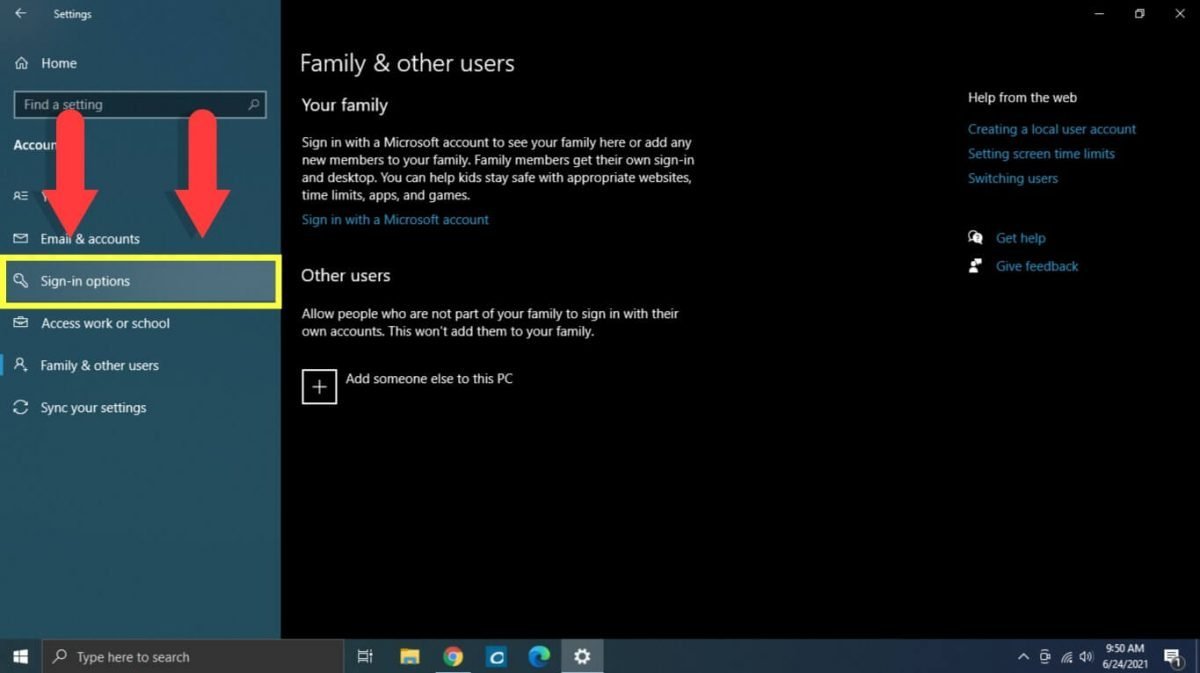 Settings
Home
Find a setting
Email & accounts
Sign-in options
Access work or school
Family & other users
Sync your settings
Family & other users
Your family
Sign in with a Microsoft account to see your family here or add any
new members to your family. Family members get their own sign-in
and desktop. You can help kids stay safe with appropriate websites,
time limits, apps, and games.
Sign in with a Microsoft account
Other users
Allow people who are not part of your family to sign in with their
own accounts. This won't add them to your family.
Add someone else to this PC
Help from the web
Creating a local user account
Setting screen time limits
Switching users
Get help
Give feedback
Type here to search
9:50 AM
6/24/2021
1